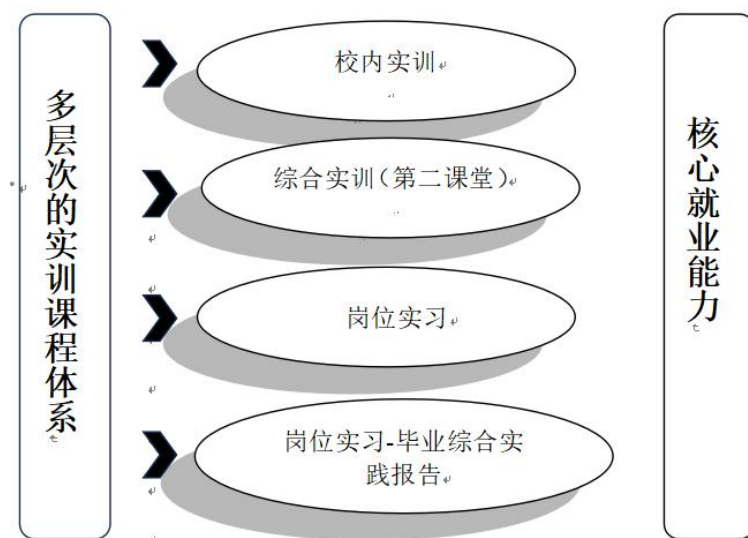 多层次的实训课程体系
校内实训
综合实训（第二课堂）
岗位实习
岗位实习-毕业综合实
践报告
核心就业能力